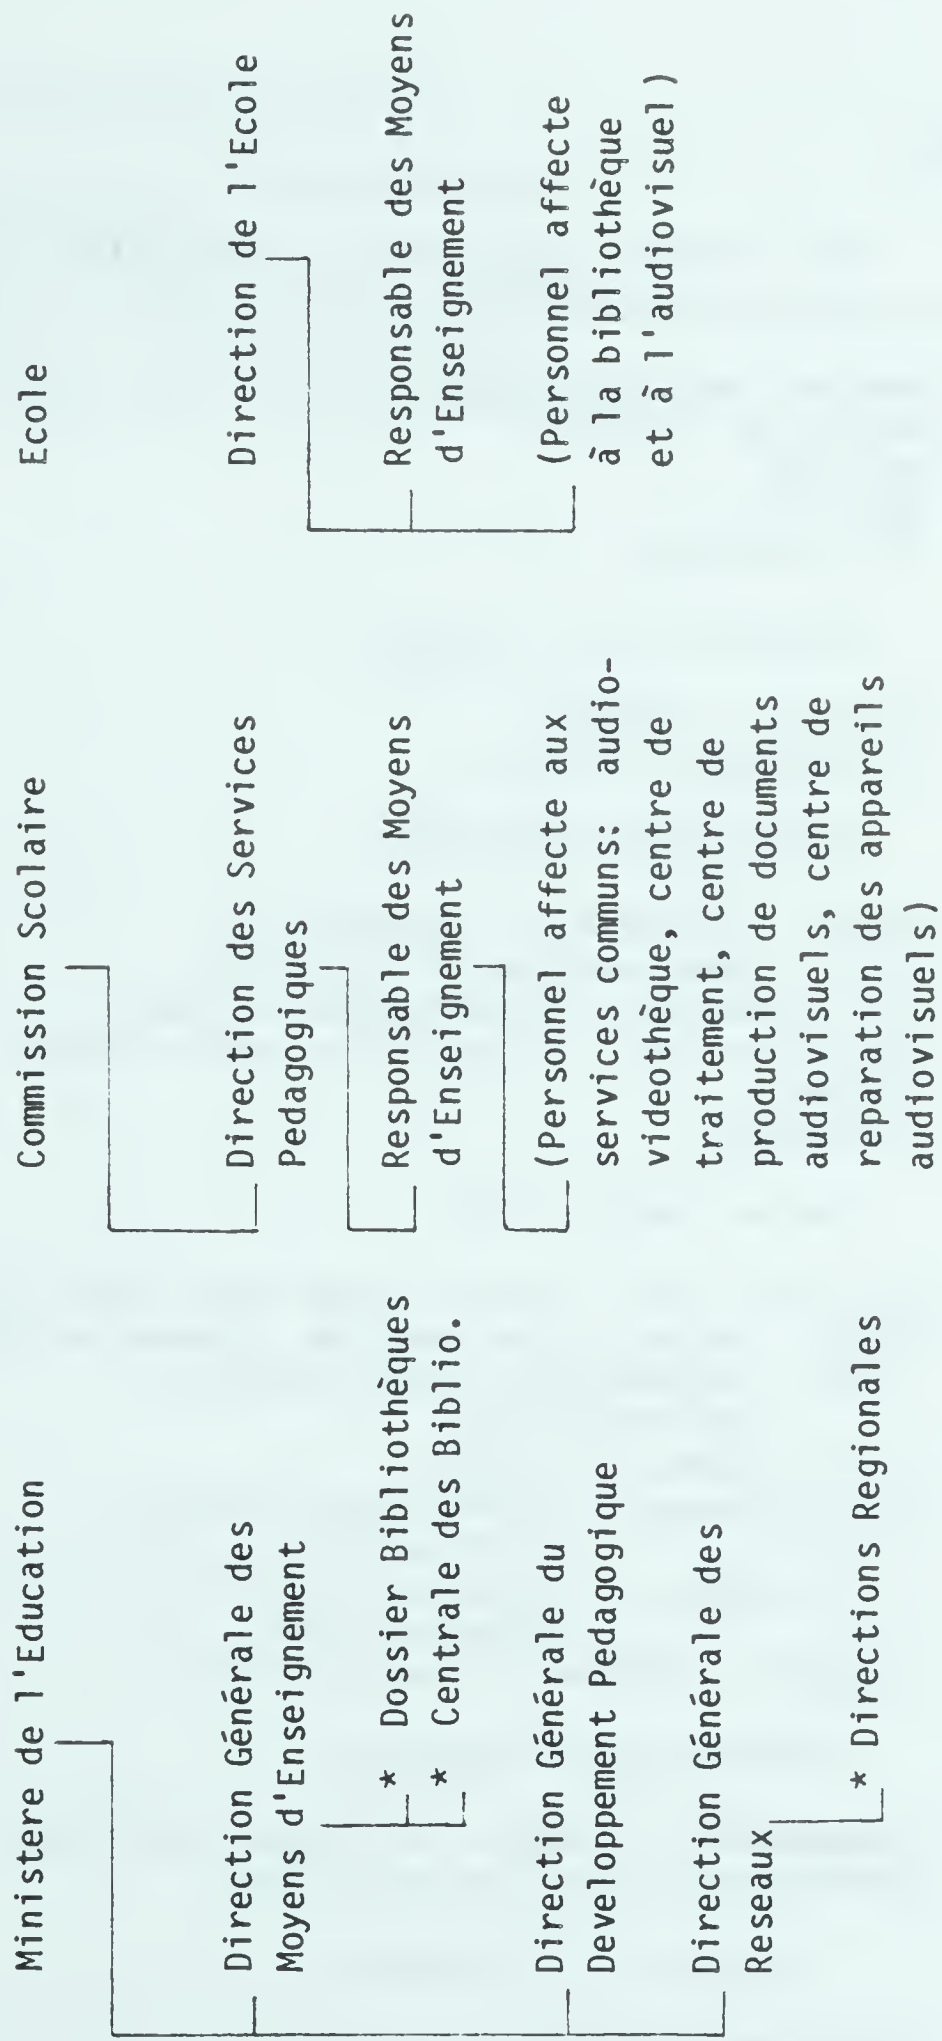 Ministere de l'Education
Direction Générale des
Moyens d'Enseignement
* Dossier Bibliothèques
* Centrale des Biblio.
Direction Générale du
Developpement Pedagogique
Direction Générale des
Reseaux
* Directions Regionales
Commission Scolaire
Direction des Services
Pedagogiques
Responsable des Moyens
d'Enseignement
(Personnel affecte aux
services communs: audio-
videothèque, centre de
traitement, centre de
production de documents
audiovisuels, centre de
reparation des appareils
audiovisuels)
Ecole
Direction de l'Ecole
Responsable des Moyens
d'Enseignement
(Personnel affecte
à la bibliothèque
et à l'audiovisuel)